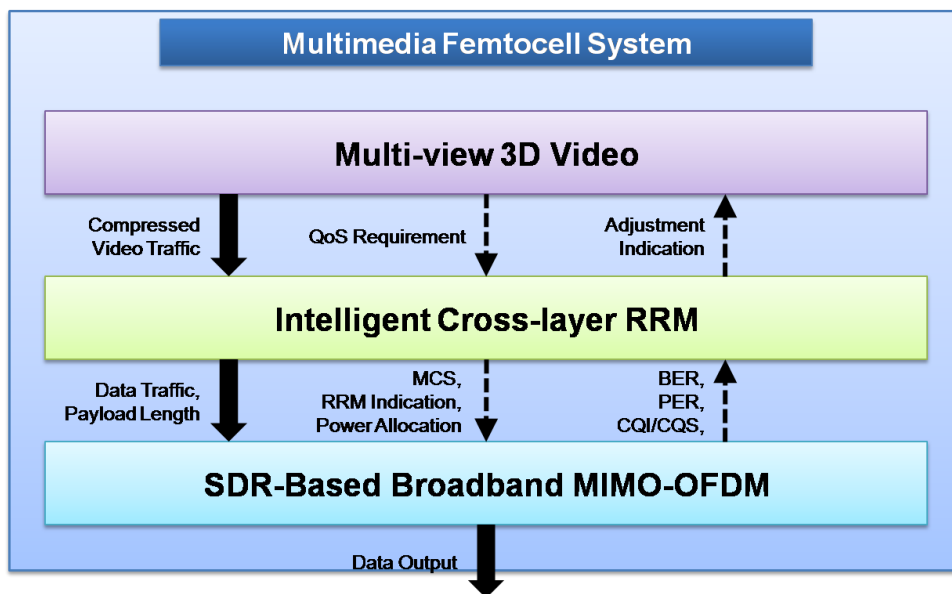 Multimedia Femtocell System
Multi-view 3D Video
Compressed
Video Traffic
QoS Requirement
Adjustment
Indication
Intelligent Cross-layer RRM
Data Traffic,
Payload Length
MCS,
RRM Indication,
Power Allocation
BER,
PER,
CQI/CQS,
SDR-Based Broadband MIMO-OFDM
Data Output